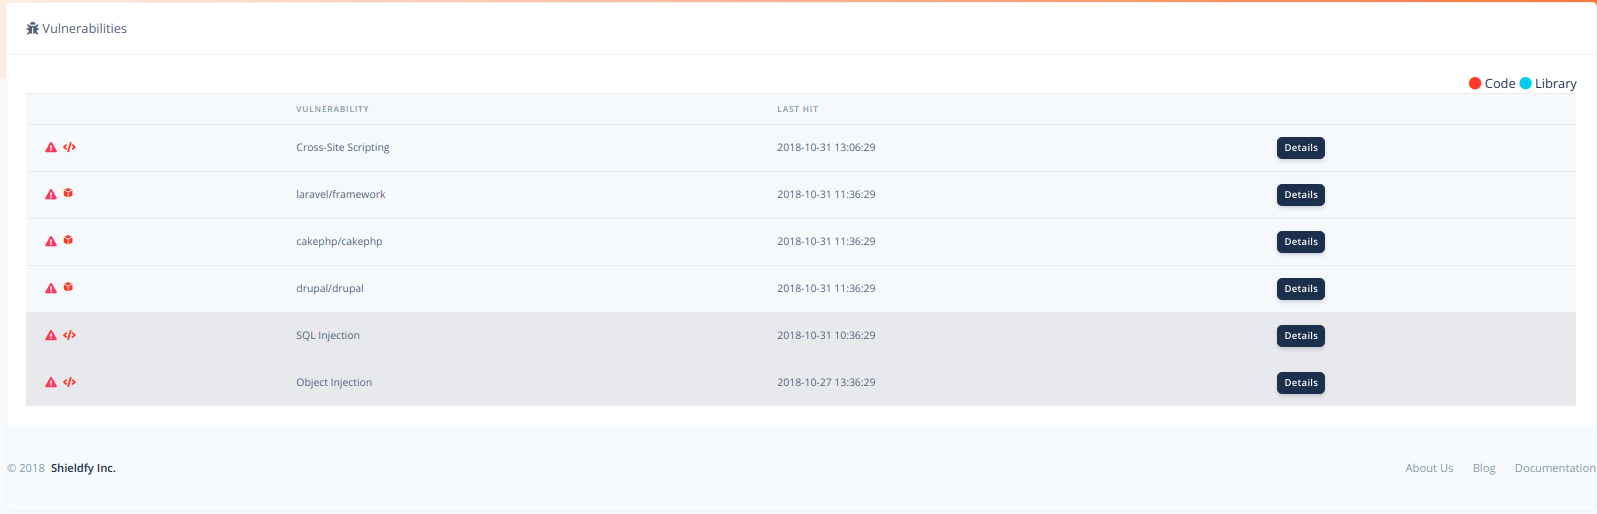 Vulnerabilities
Code Library
VULNERABILITY LAST HIT
Cross-Site Scripting 2018-10-31 13:06:29 Details
laravel/framework 2018-10-31 11:36:29 Details
cakephp/cakephp 2018-10-31 11:36:29 Details
drupal/drupal 2018-10-31 11:36:29 Details
SQL Injection 2018-10-31 10:36:29 Details
Object Injection 2018-10-27 13:36:29 Details
© 2018 Shieldfy Inc. About Us Blog Documentation